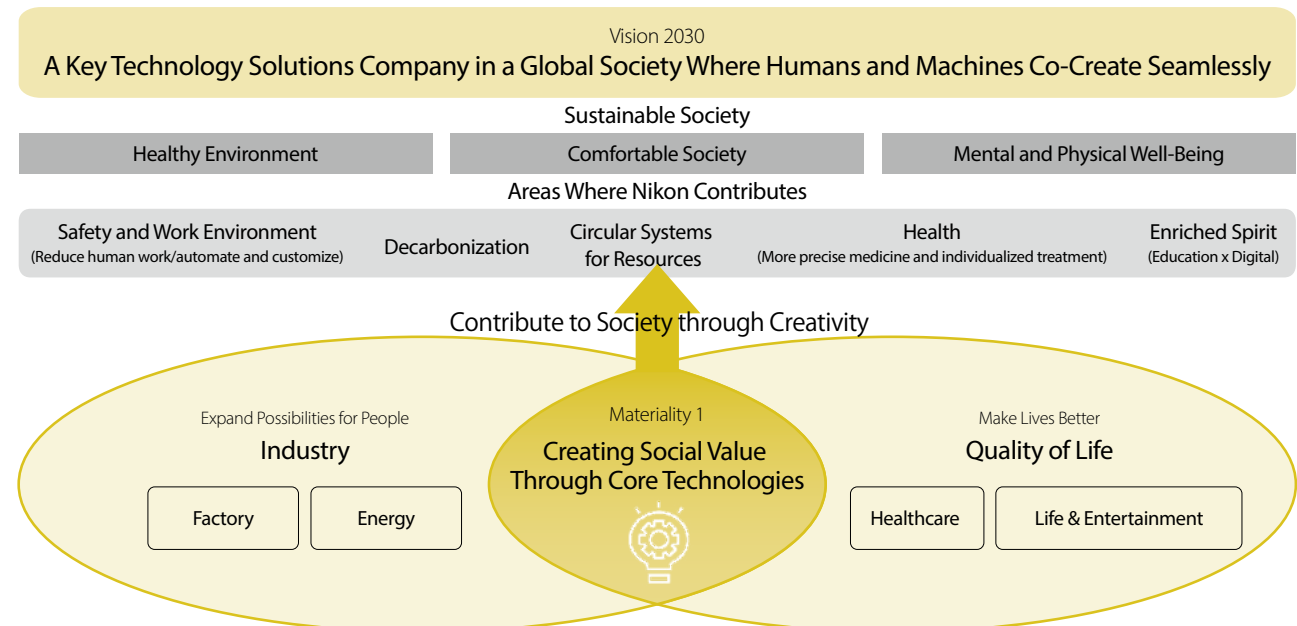 Vision 2030
A Key Technology Solutions Company in a Global Society Where Humans and Machines Co-Create Seamlessly
Sustainable Society
Healthy Environment
Comfortable Society
Mental and Physical Well-Being
Areas Where Nikon Contributes
Safety and Work Environment
(Reduce human work/automate and customize)
Decarbonization
Circular Systems
for Resources
Health
(More precise medicine and individualized treatment)
Enriched Spirit
(Education x Digital)
Contribute to Society through Creativity
Expand Possibilities for People
Industry
Factory
Energy
Materiality 1
Creating Social Value
Through Core Technologies
Make Lives Better
Quality of Life
Healthcare
Life & Entertainment